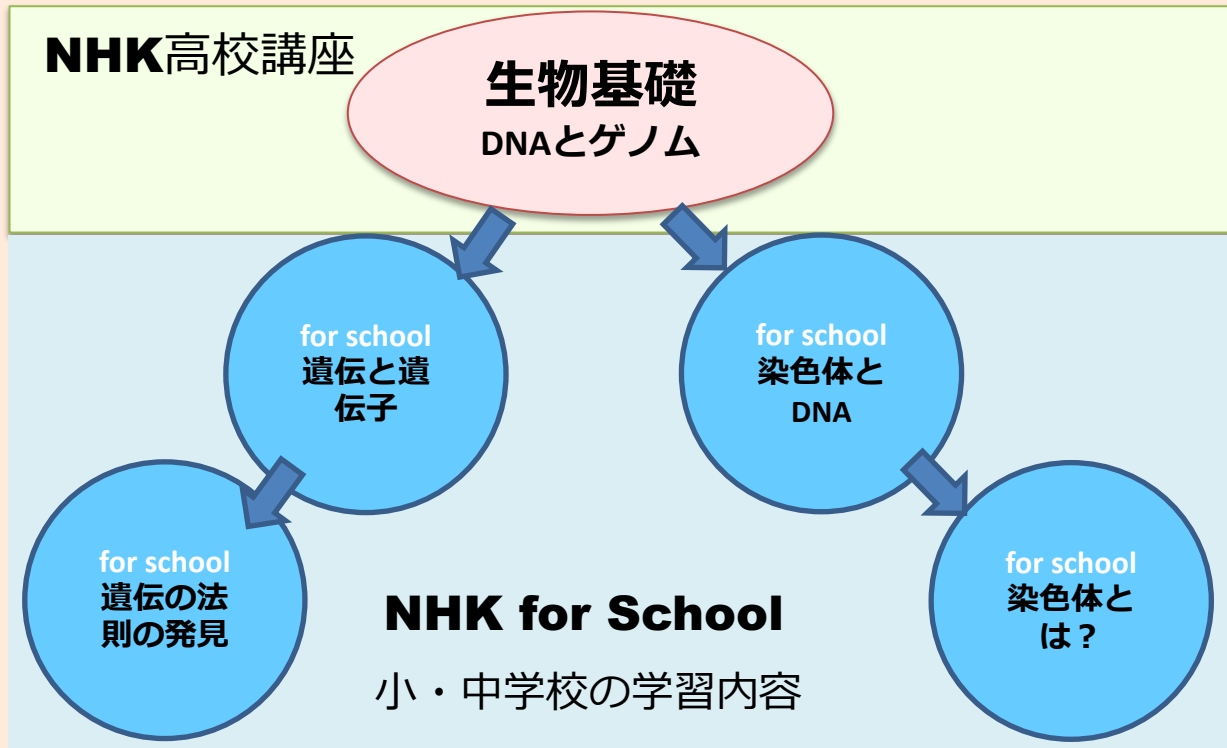 NHK高校講座
生物基礎
DNAとゲノム
for school
遺伝と遺
伝子
for school
染色体と
DNA
for school
遺伝の法
則の発見
for school
染色体と
は？
NHK for School
小・中学校の学習内容